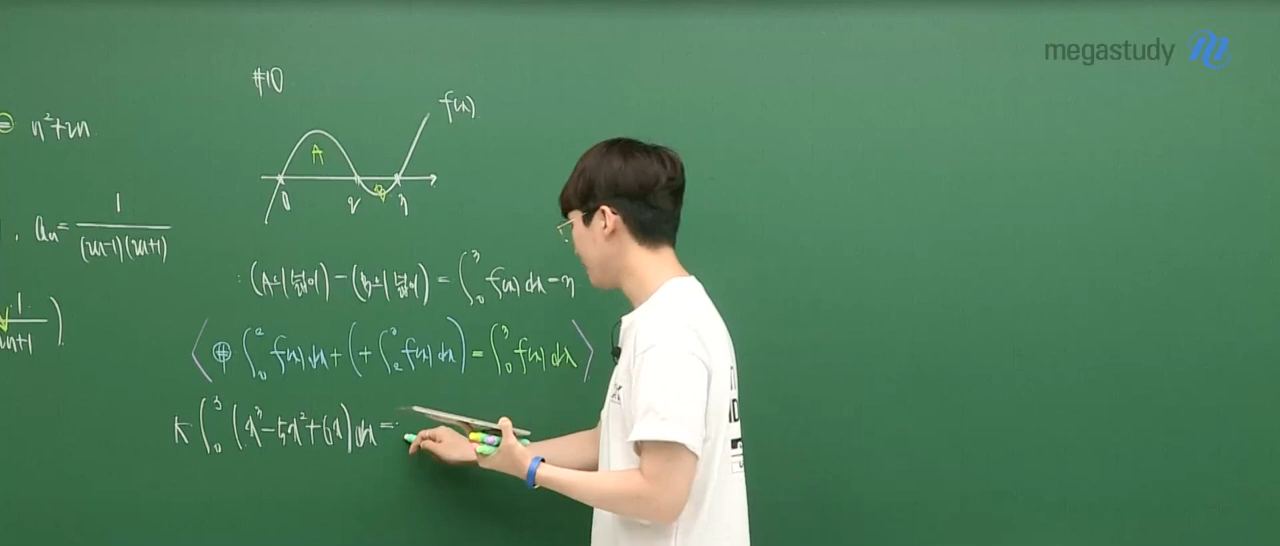 megastudy
n²+2n
aₙ = 1/((2n-1)(2n+1))
#10
f(x)
A
B
0 2 3
: (A의 넓이) - (B의 넓이) = ∫₀³ f(x) dx = 3
⟨ ⊕ ∫₀² f(x) dx + (+ ∫₂³ f(x) dx) = ∫₀³ f(x) dx ⟩
k ∫₀³ (x³ - 5x² + 6x) dx =